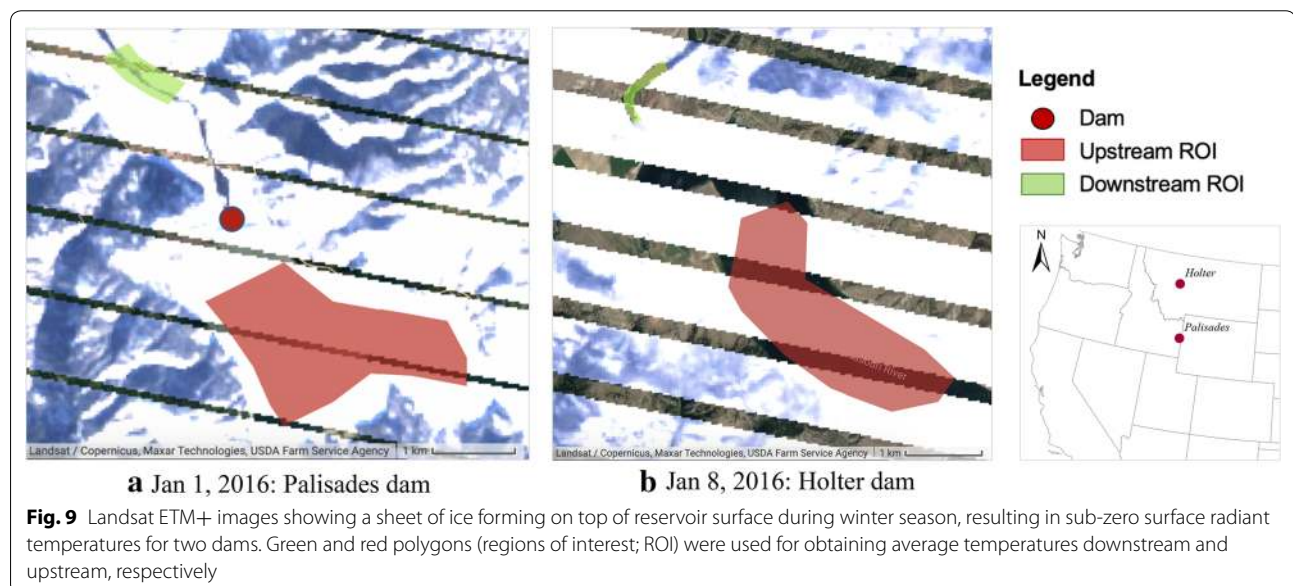 Landsat / Copernicus, Maxar Technologies, USDA Farm Service Agency 1 km
River
Landsat / Copernicus, Maxar Technologies, USDA Farm Service Agency 1 km
Legend
Dam
Upstream ROI
Downstream ROI
N
Holter
Palisades
a Jan 1, 2016: Palisades dam
b Jan 8, 2016: Holter dam
Fig. 9 Landsat ETM+ images showing a sheet of ice forming on top of reservoir surface during winter season, resulting in sub-zero surface radiant
temperatures for two dams. Green and red polygons (regions of interest; ROI) were used for obtaining average temperatures downstream and
upstream, respectively